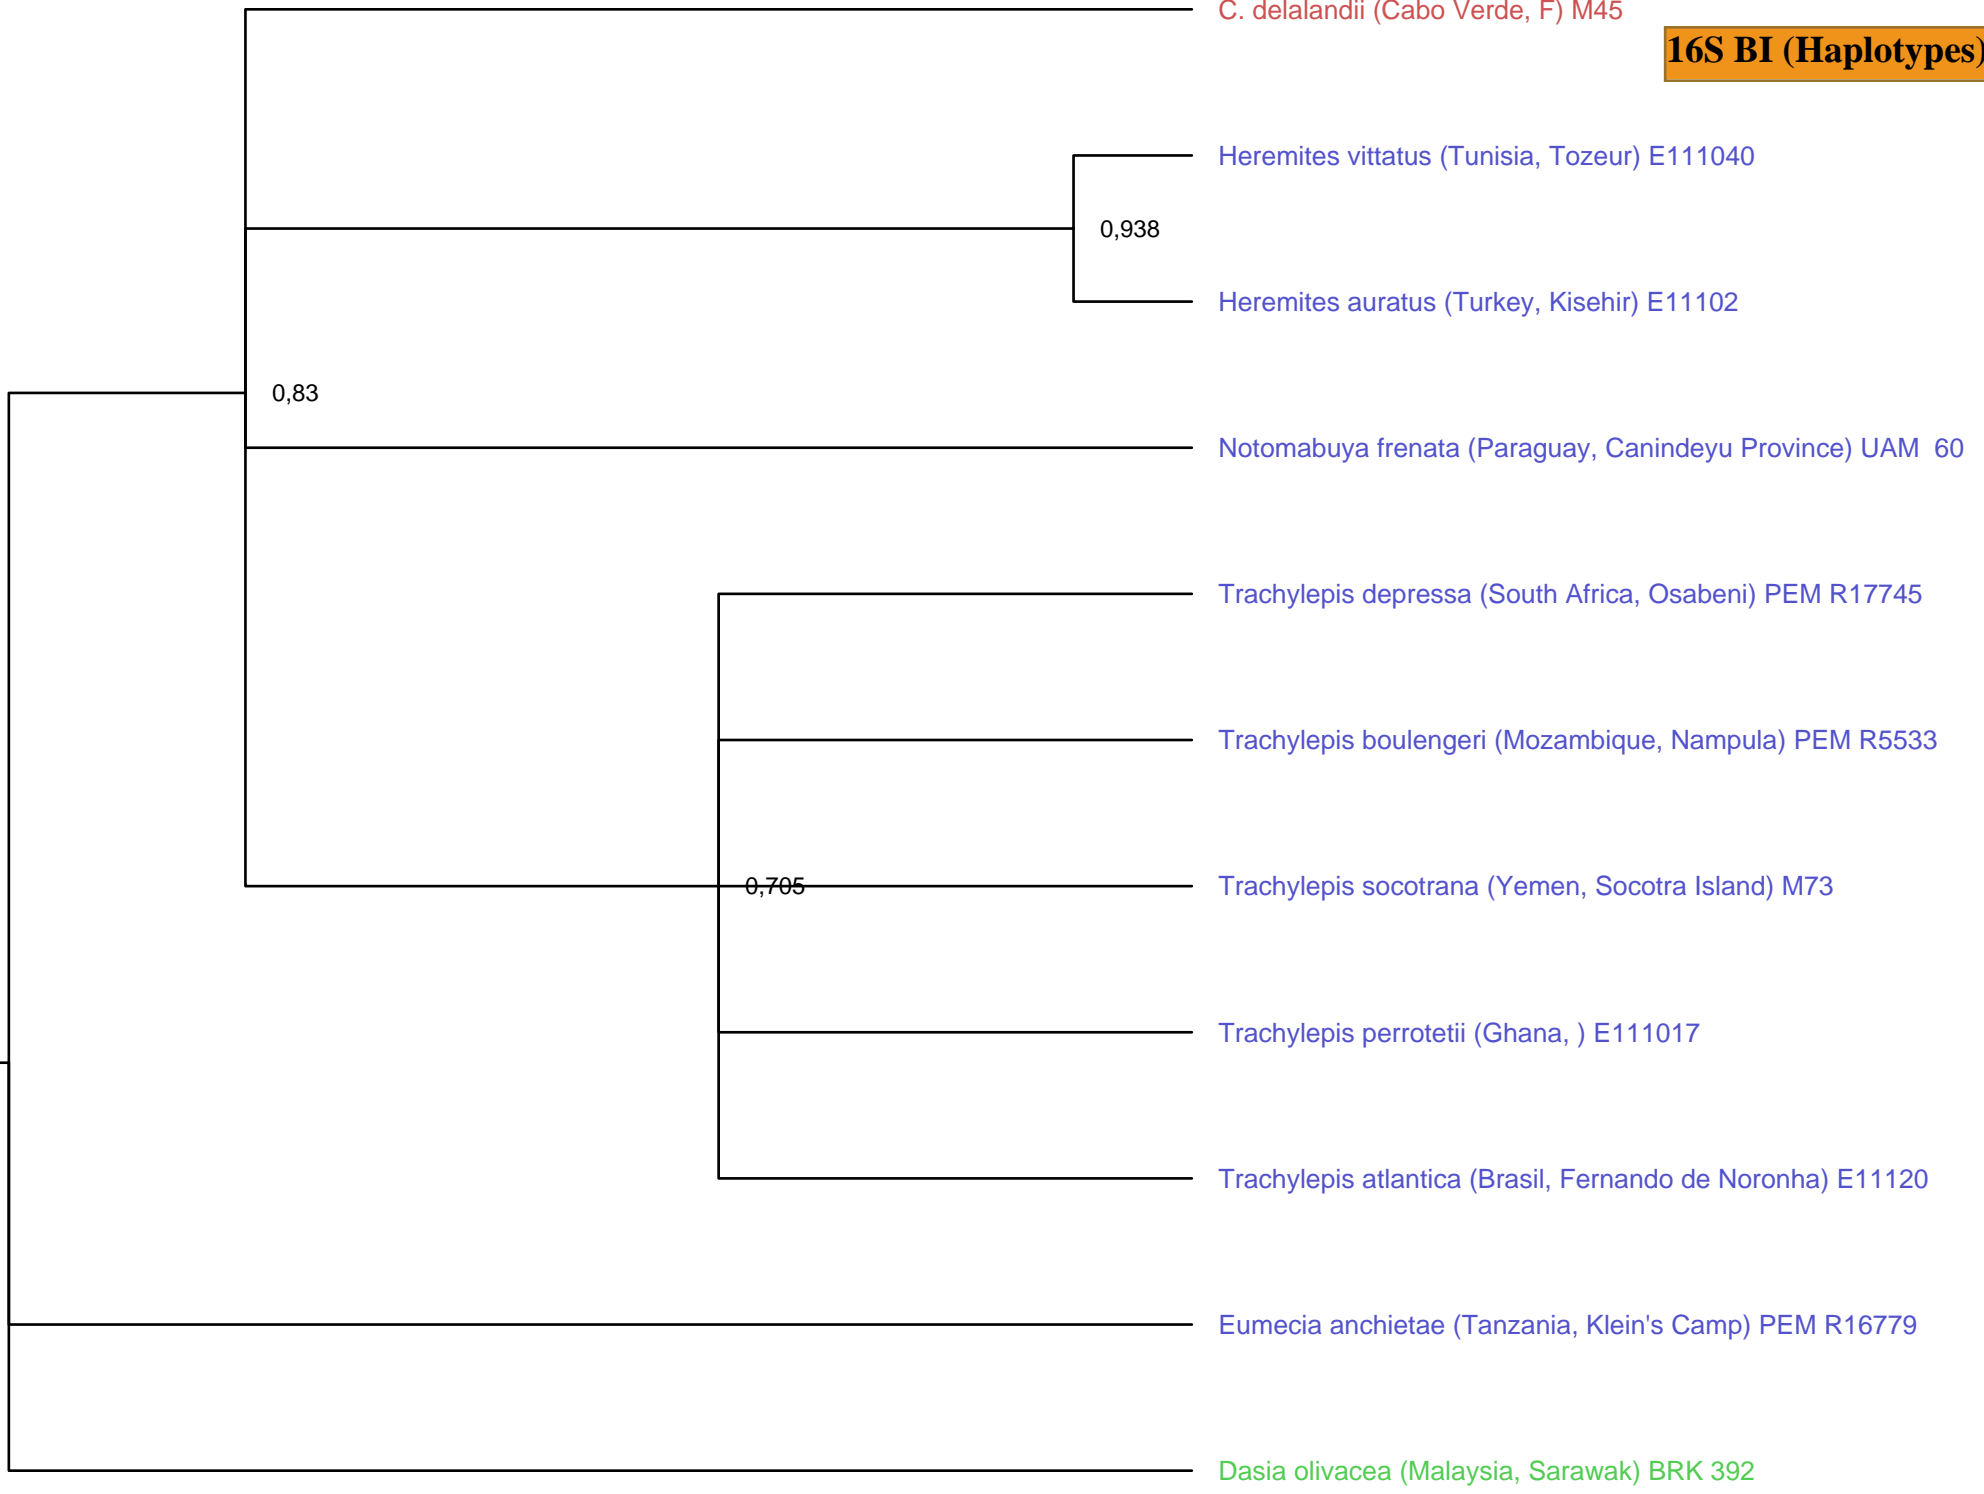 C. delalandii (Cabo Verde, F) M45
16S BI (Haplotypes)
Heremites vittatus (Tunisia, Tozeur) E111040
0,938
Heremites auratus (Turkey, Kisehir) E11102
0,83
Notomabuya frenata (Paraguay, Canindeyu Province) UAM  60
Trachylepis depressa (South Africa, Osabeni) PEM R17745
Trachylepis boulengeri (Mozambique, Nampula) PEM R5533
0,705
Trachylepis socotrana (Yemen, Socotra Island) M73
Trachylepis perrotetii (Ghana, ) E111017
Trachylepis atlantica (Brasil, Fernando de Noronha) E11120
Eumecia anchietae (Tanzania, Klein's Camp) PEM R16779
Dasia olivacea (Malaysia, Sarawak) BRK 392